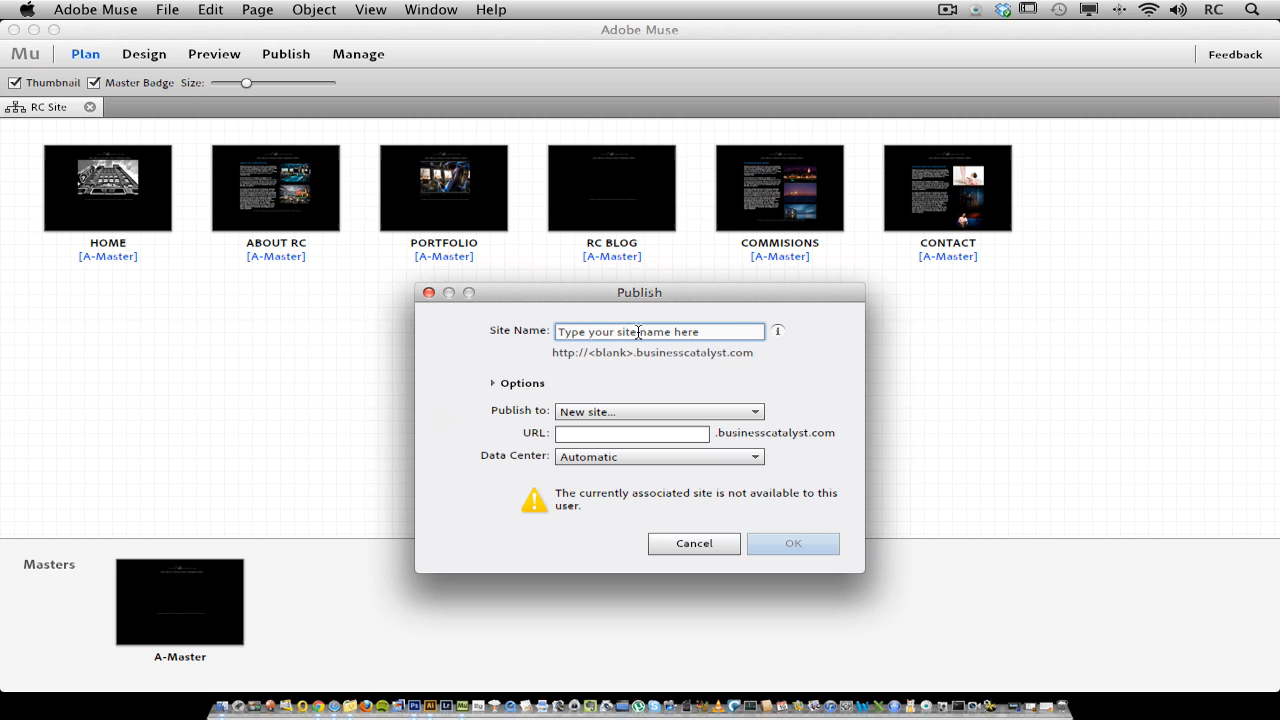 Adobe Muse File Edit Page Object View Window Help RC
Adobe Muse
Mu Plan Design Preview Publish Manage Feedback
Thumbnail Master Badge Size:
RC Site
HOME ABOUT RC PORTFOLIO RC BLOG COMMISIONS CONTACT
[A-Master] [A-Master] [A-Master] [A-Master] [A-Master] [A-Master]
Publish
Site Name: Type your site name here
http://<blank>.businesscatalyst.com
Options
Publish to: New site...
URL: .businesscatalyst.com
Data Center: Automatic
The currently associated site is not available to this
user.
Cancel OK
Masters
A-Master